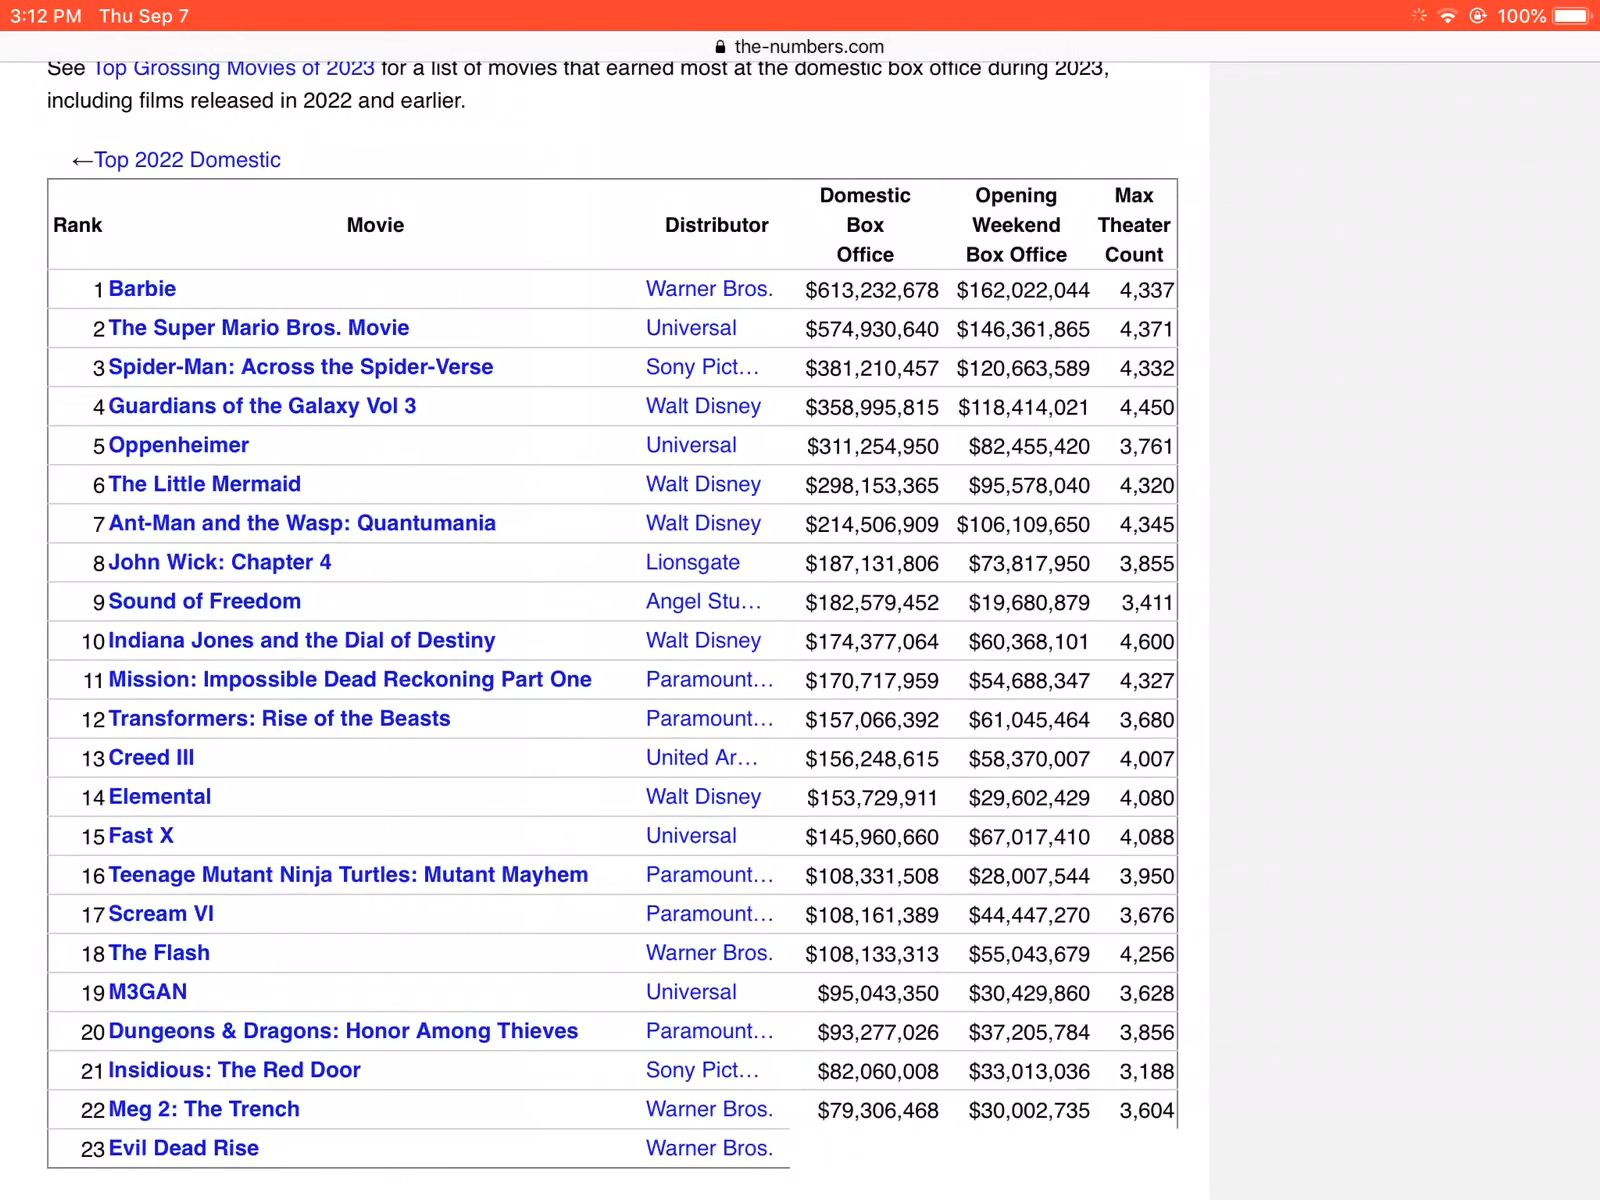 3:12 PM Thu Sep 7 100%
the-numbers.com
See Top Grossing Movies of 2023 for a list of movies that earned most at the domestic box office during 2023,
including films released in 2022 and earlier.
←Top 2022 Domestic
Rank Movie Distributor Domestic Box Office Opening Weekend Box Office Max Theater Count
1 Barbie Warner Bros. $613,232,678 $162,022,044 4,337
2 The Super Mario Bros. Movie Universal $574,930,640 $146,361,865 4,371
3 Spider-Man: Across the Spider-Verse Sony Pict… $381,210,457 $120,663,589 4,332
4 Guardians of the Galaxy Vol 3 Walt Disney $358,995,815 $118,414,021 4,450
5 Oppenheimer Universal $311,254,950 $82,455,420 3,761
6 The Little Mermaid Walt Disney $298,153,365 $95,578,040 4,320
7 Ant-Man and the Wasp: Quantumania Walt Disney $214,506,909 $106,109,650 4,345
8 John Wick: Chapter 4 Lionsgate $187,131,806 $73,817,950 3,855
9 Sound of Freedom Angel Stu… $182,579,452 $19,680,879 3,411
10 Indiana Jones and the Dial of Destiny Walt Disney $174,377,064 $60,368,101 4,600
11 Mission: Impossible Dead Reckoning Part One Paramount… $170,717,959 $54,688,347 4,327
12 Transformers: Rise of the Beasts Paramount… $157,066,392 $61,045,464 3,680
13 Creed III United Ar… $156,248,615 $58,370,007 4,007
14 Elemental Walt Disney $153,729,911 $29,602,429 4,080
15 Fast X Universal $145,960,660 $67,017,410 4,088
16 Teenage Mutant Ninja Turtles: Mutant Mayhem Paramount… $108,331,508 $28,007,544 3,950
17 Scream VI Paramount… $108,161,389 $44,447,270 3,676
18 The Flash Warner Bros. $108,133,313 $55,043,679 4,256
19 M3GAN Universal $95,043,350 $30,429,860 3,628
20 Dungeons & Dragons: Honor Among Thieves Paramount… $93,277,026 $37,205,784 3,856
21 Insidious: The Red Door Sony Pict… $82,060,008 $33,013,036 3,188
22 Meg 2: The Trench Warner Bros. $79,306,468 $30,002,735 3,604
23 Evil Dead Rise Warner Bros.